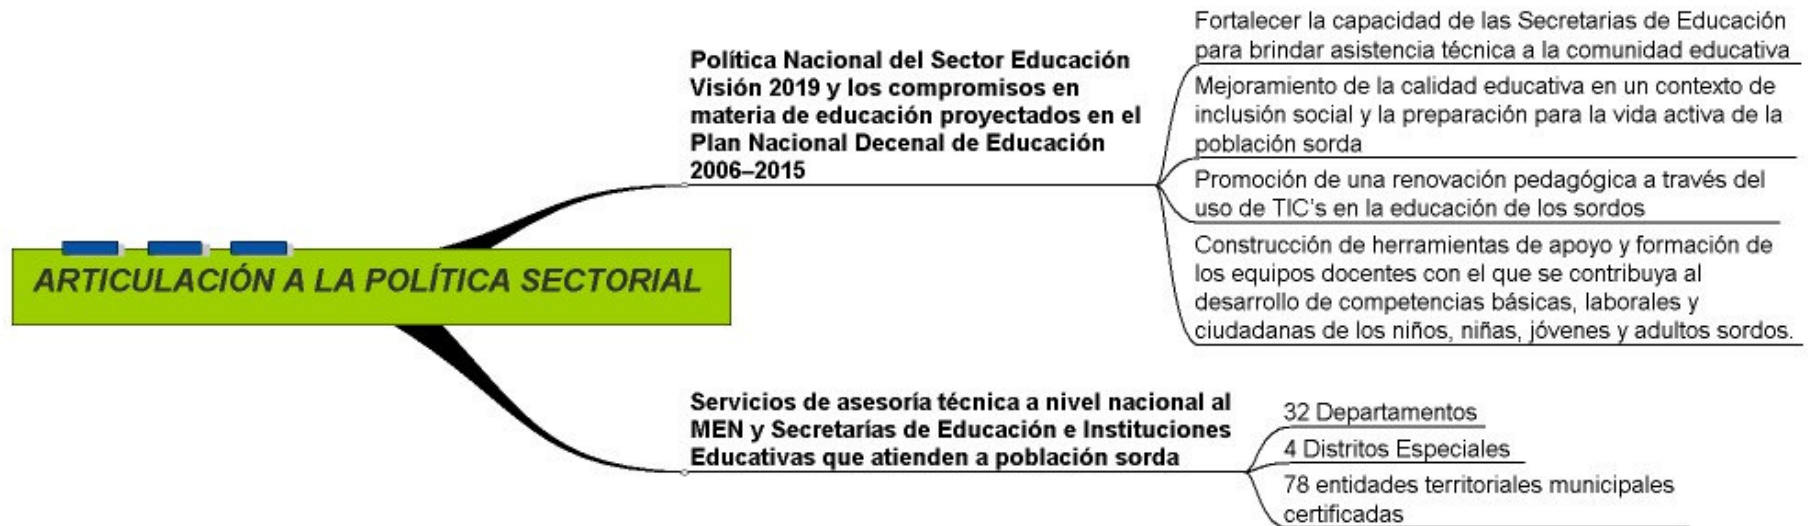 ARTICULACIÓN A LA POLÍTICA SECTORIAL
Política Nacional del Sector Educación
Visión 2019 y los compromisos en
materia de educación proyectados en el
Plan Nacional Decenal de Educación
2006–2015
Fortalecer la capacidad de las Secretarias de Educación
para brindar asistencia técnica a la comunidad educativa
Mejoramiento de la calidad educativa en un contexto de
inclusión social y la preparación para la vida activa de la
población sorda
Promoción de una renovación pedagógica a través del
uso de TIC's en la educación de los sordos
Construcción de herramientas de apoyo y formación de
los equipos docentes con el que se contribuya al
desarrollo de competencias básicas, laborales y
ciudadanas de los niños, niñas, jóvenes y adultos sordos.
Servicios de asesoría técnica a nivel nacional al
MEN y Secretarías de Educación e Instituciones
Educativas que atienden a población sorda
32 Departamentos
4 Distritos Especiales
78 entidades territoriales municipales
certificadas